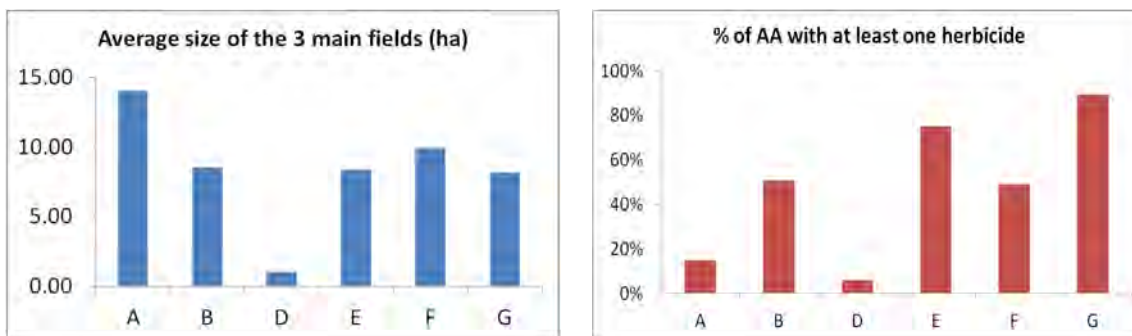 Average size of the 3 main fields (ha)
15.00
10.00
5.00
0.00
A B D E F G
% of AA with at least one herbicide
100%
80%
60%
40%
20%
0%
A B D E F G